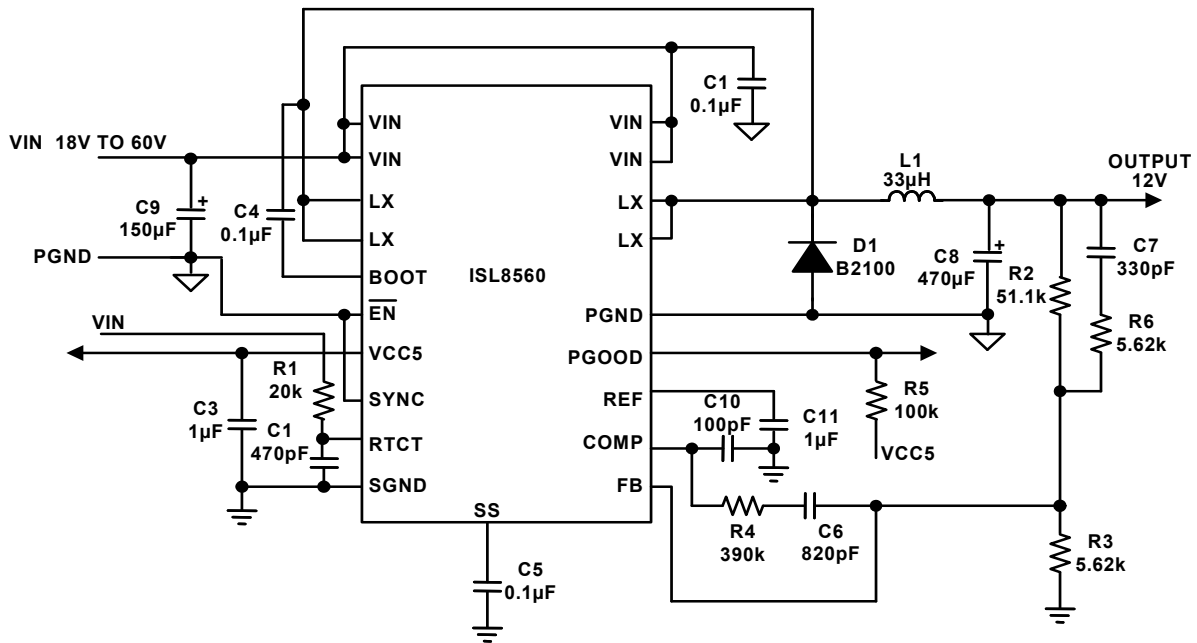 C1
0.1µF
VIN 18V TO 60V
C9
150µF
+
PGND
C4
0.1µF
VIN
VIN
LX
LX
BOOT
EN
VCC5
SYNC
RTCT
SGND
SS
ISL8560
VIN
VIN
LX
LX
PGND
PGOOD
REF
COMP
FB
VIN
R1
20k
C3
1µF
C1
470pF
C5
0.1µF
L1
33µH
OUTPUT
12V
D1
B2100
C8
470µF
+
R2
51.1k
C7
330pF
R6
5.62k
R5
100k
VCC5
C10
100pF
C11
1µF
R4
390k
C6
820pF
R3
5.62k